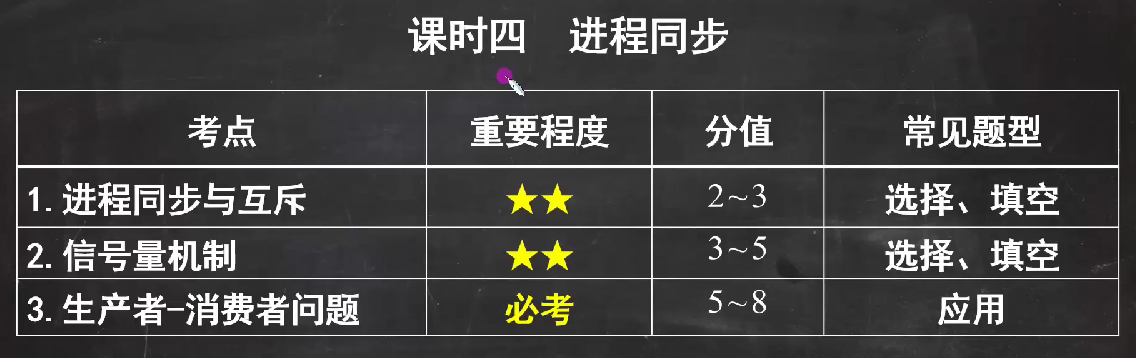 课时四 进程同步
考点 重要程度 分值 常见题型
1.进程同步与互斥 ★★ 2~3 选择、填空
2.信号量机制 ★★ 3~5 选择、填空
3.生产者-消费者问题 必考 5~8 应用